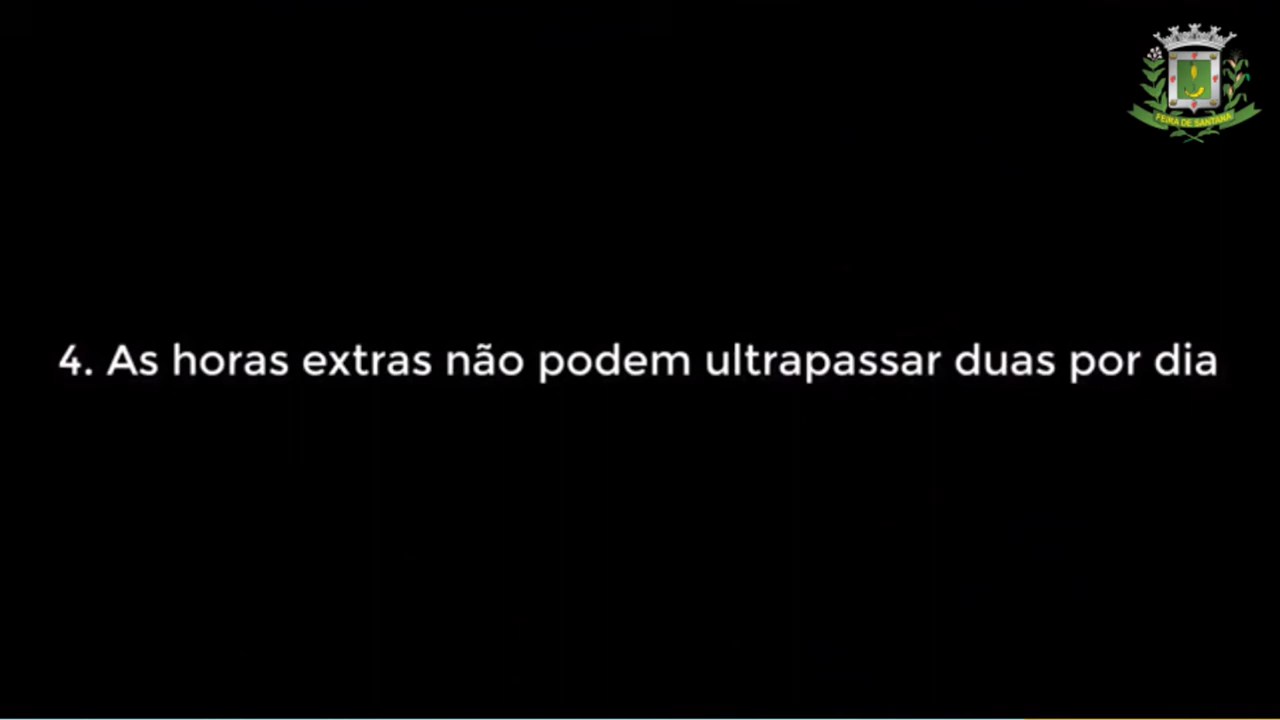 FEIRA DE SANTANA
4. As horas extras não podem ultrapassar duas por dia